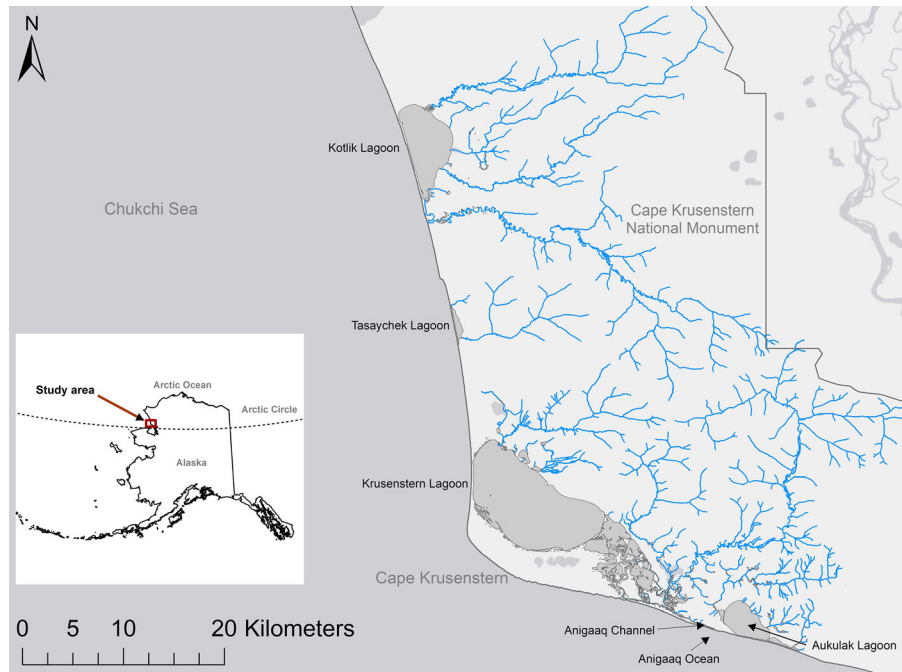 N
Kotlik Lagoon
Chukchi Sea
Cape Krusenstern
National Monument
Tasaychek Lagoon
Study area
Arctic Ocean
Arctic Circle
Alaska
Krusenstern Lagoon
Cape Krusenstern
Anigaaq Channel
Aukulak Lagoon
Anigaaq Ocean
0 5 10 20 Kilometers